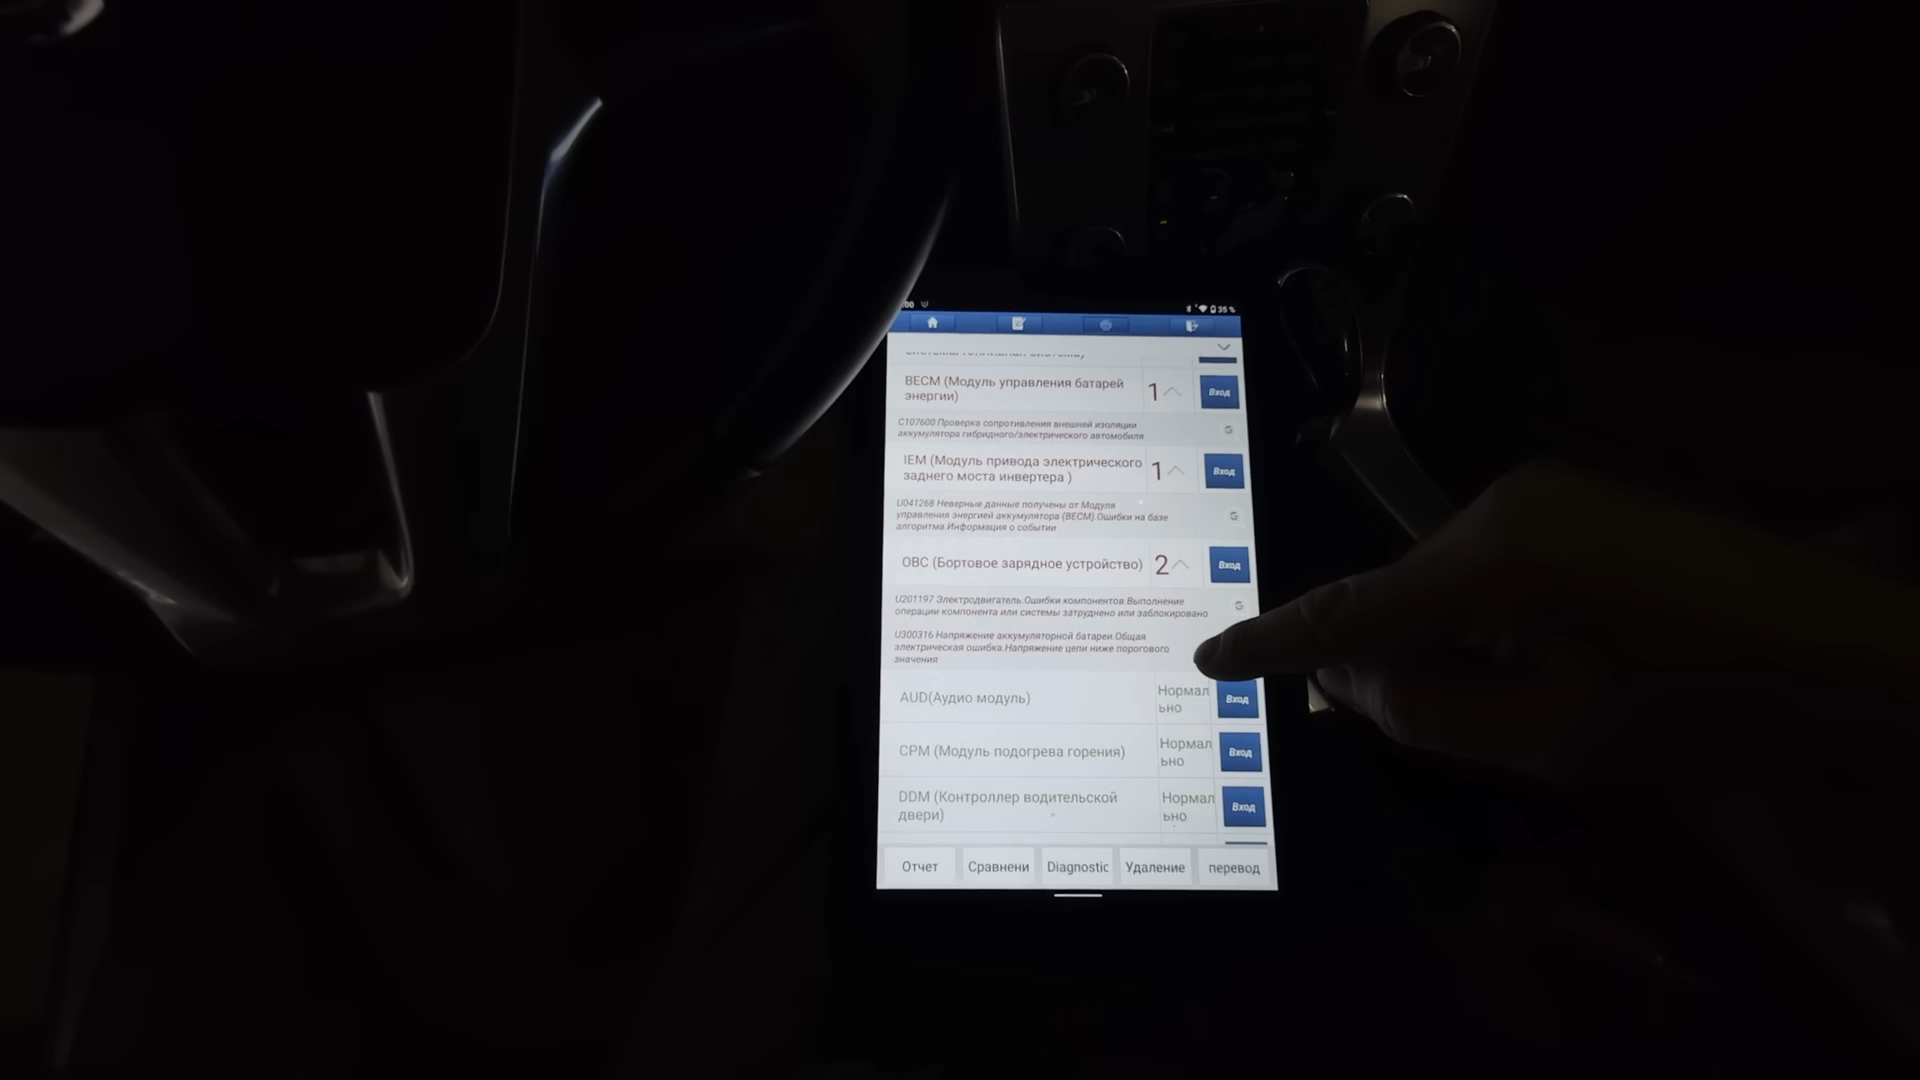 :00
35 %
BECM (Модуль управления батарей
энергии)
1
Вход
C107600 Проверка сопротивления внешней изоляции
аккумулятора гибридного/электрического автомобиля
IEM (Модуль привода электрического
заднего моста инвертера )
1
Вход
U041268 Неверные данные получены от Модуля
управления энергией аккумулятора (BECM).Ошибки на базе
алгоритма.Информация о событии
OBC (Бортовое зарядное устройство)
2
Вход
U201197 Электродвигатель.Ошибки компонентов.Выполнение
операции компонента или системы затруднено или заблокировано
U300316 Напряжение аккумуляторной батареи.Общая
электрическая ошибка.Напряжение цепи ниже порогового
значения
AUD(Аудио модуль)
Нормал
ьно
Вход
CPM (Модуль подогрева горения)
Нормал
ьно
Вход
DDM (Контроллер водительской
двери)
Нормал
ьно
Вход
Отчет
Сравнени
Diagnostic
Удаление
перевод